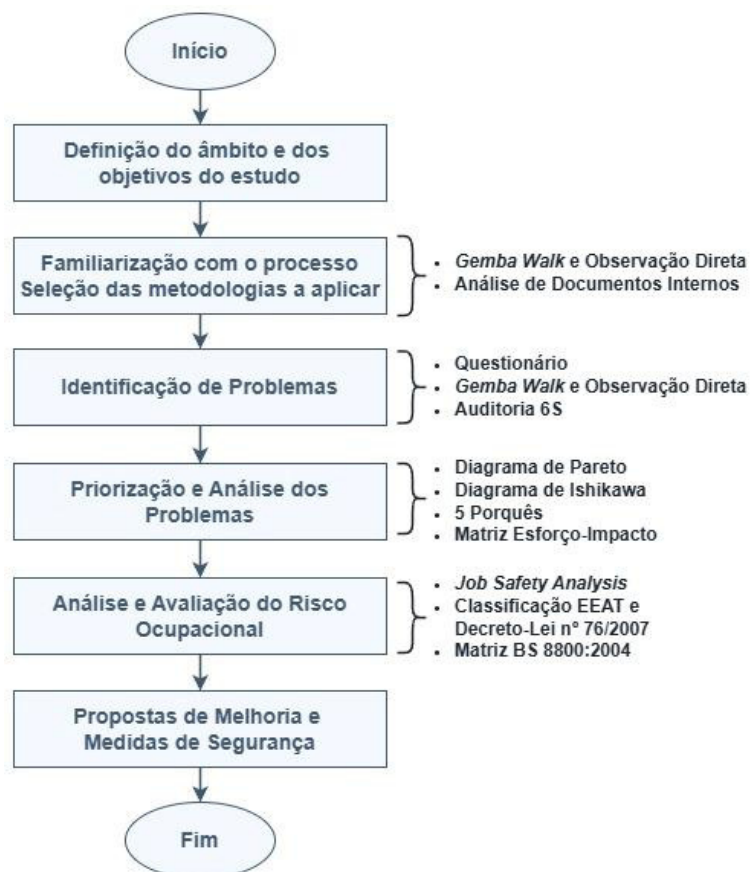 Início
Definição do âmbito e dos
objetivos do estudo
Familiarização com o processo
Seleção das metodologias a aplicar
• Gemba Walk e Observação Direta
• Análise de Documentos Internos
Identificação de Problemas
• Questionário
• Gemba Walk e Observação Direta
• Auditoria 6S
Priorização e Análise dos
Problemas
• Diagrama de Pareto
• Diagrama de Ishikawa
• 5 Porquês
• Matriz Esforço-Impacto
Análise e Avaliação do Risco
Ocupacional
• Job Safety Analysis
• Classificação EEAT e
Decreto-Lei nº 76/2007
• Matriz BS 8800:2004
Propostas de Melhoria e
Medidas de Segurança
Fim